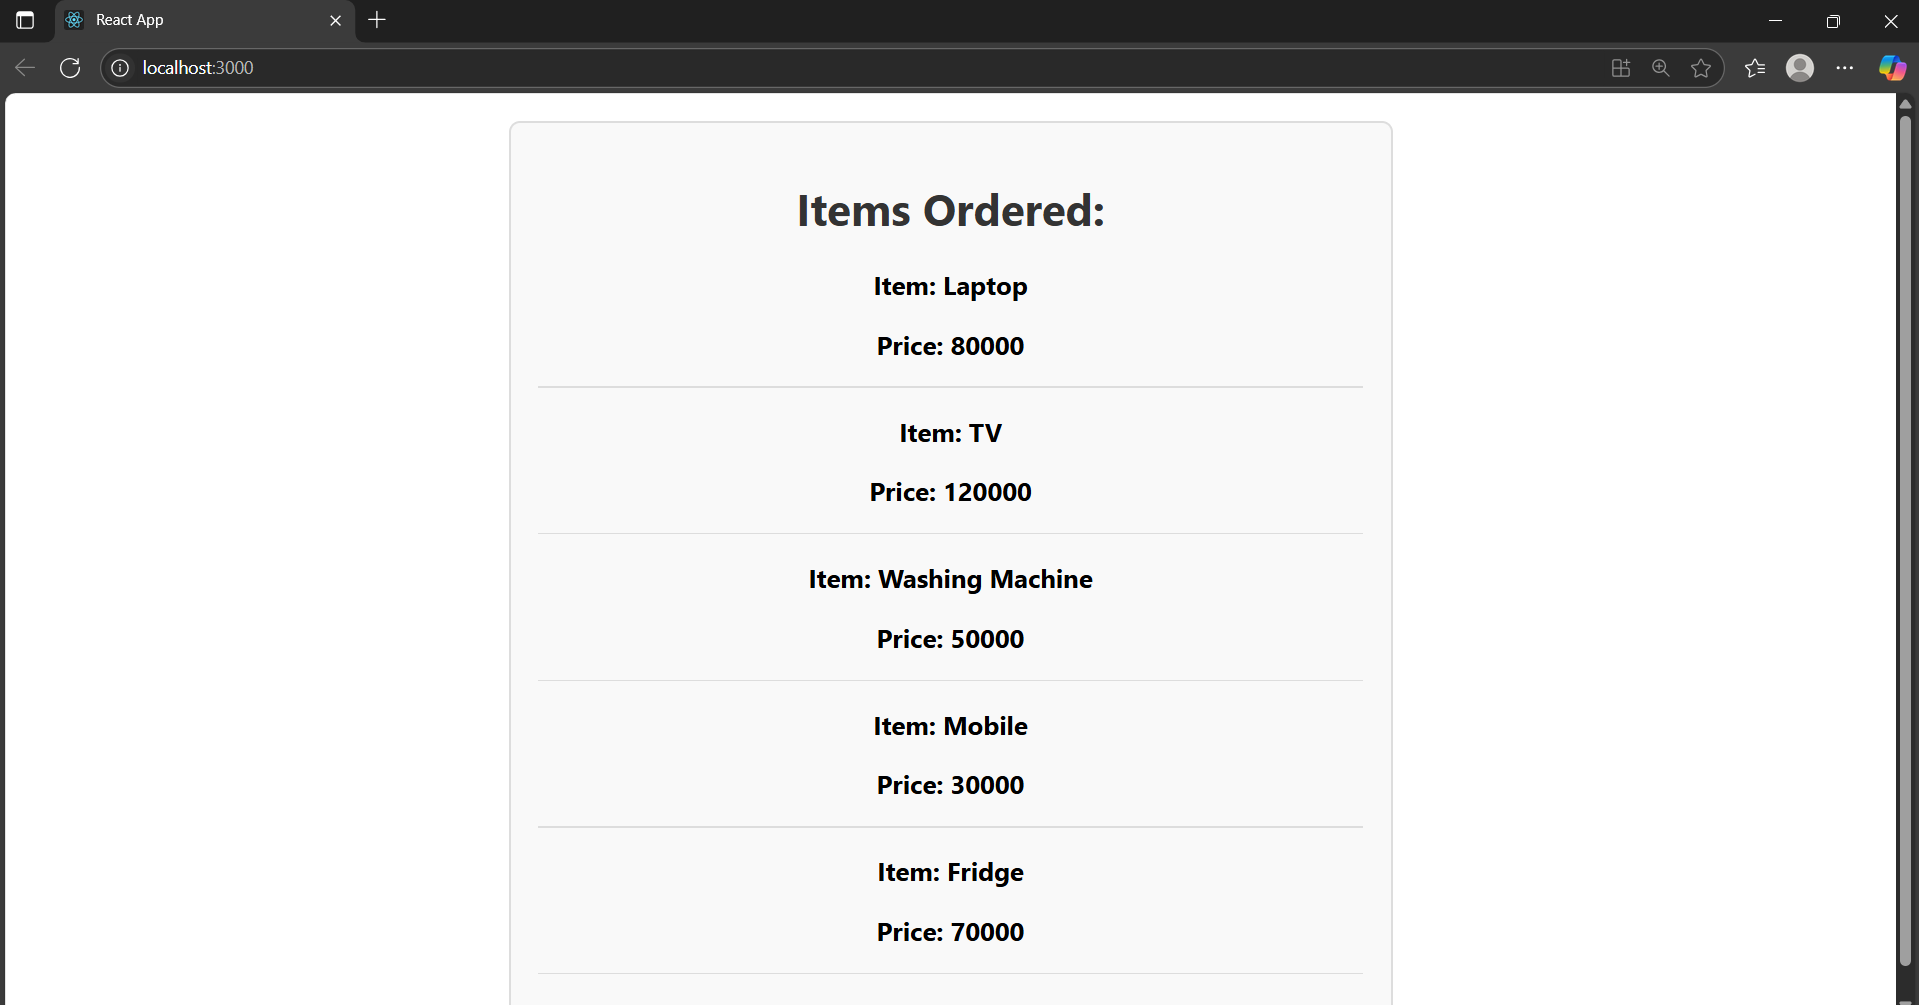 React App
localhost:3000
Items Ordered:
Item: Laptop
Price: 80000
Item: TV
Price: 120000
Item: Washing Machine
Price: 50000
Item: Mobile
Price: 30000
Item: Fridge
Price: 70000